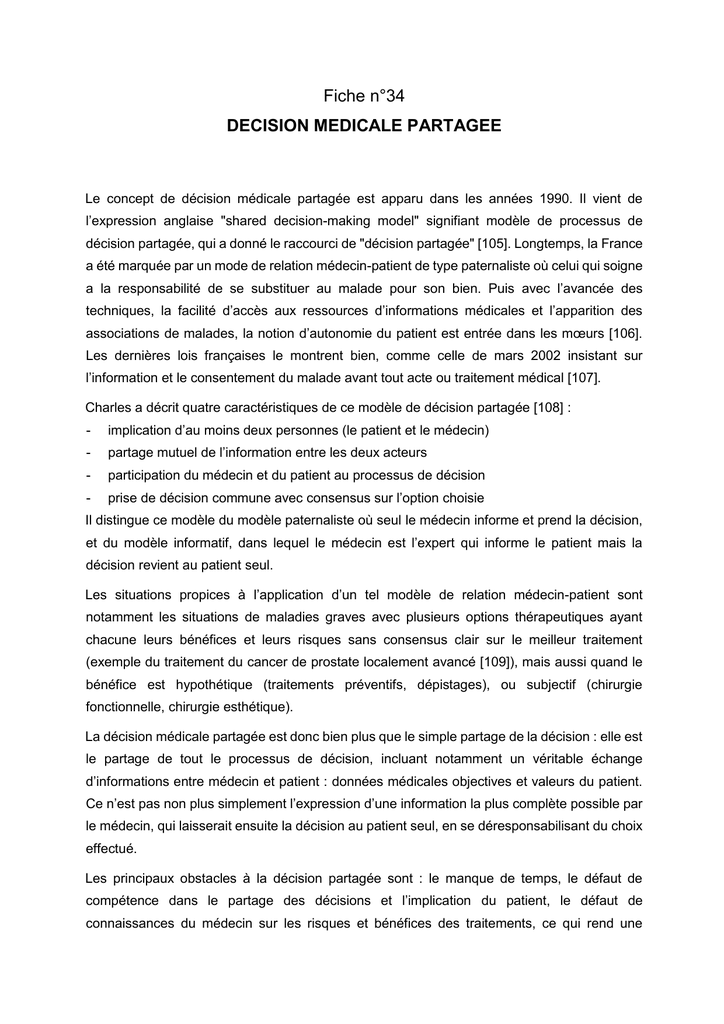 Fiche n°34
DECISION MEDICALE PARTAGEE
Le concept de décision médicale partagée est apparu dans les années 1990. Il vient de
l’expression anglaise "shared decision-making model" signifiant modèle de processus de
décision partagée, qui a donné le raccourci de "décision partagée" [105]. Longtemps, la France
a été marquée par un mode de relation médecin-patient de type paternaliste où celui qui soigne
a la responsabilité de se substituer au malade pour son bien. Puis avec l’avancée des
techniques, la facilité d’accès aux ressources d’informations médicales et l’apparition des
associations de malades, la notion d’autonomie du patient est entrée dans les mœurs [106].
Les dernières lois françaises le montrent bien, comme celle de mars 2002 insistant sur
l’information et le consentement du malade avant tout acte ou traitement médical [107].
Charles a décrit quatre caractéristiques de ce modèle de décision partagée [108] :
- implication d’au moins deux personnes (le patient et le médecin)
- partage mutuel de l’information entre les deux acteurs
- participation du médecin et du patient au processus de décision
- prise de décision commune avec consensus sur l’option choisie
Il distingue ce modèle du modèle paternaliste où seul le médecin informe et prend la décision,
et du modèle informatif, dans lequel le médecin est l’expert qui informe le patient mais la
décision revient au patient seul.
Les situations propices à l’application d’un tel modèle de relation médecin-patient sont
notamment les situations de maladies graves avec plusieurs options thérapeutiques ayant
chacune leurs bénéfices et leurs risques sans consensus clair sur le meilleur traitement
(exemple du traitement du cancer de prostate localement avancé [109]), mais aussi quand le
bénéfice est hypothétique (traitements préventifs, dépistages), ou subjectif (chirurgie
fonctionnelle, chirurgie esthétique).
La décision médicale partagée est donc bien plus que le simple partage de la décision : elle est
le partage de tout le processus de décision, incluant notamment un véritable échange
d’informations entre médecin et patient : données médicales objectives et valeurs du patient.
Ce n’est pas non plus simplement l’expression d’une information la plus complète possible par
le médecin, qui laisserait ensuite la décision au patient seul, en se déresponsabilisant du choix
effectué.
Les principaux obstacles à la décision partagée sont : le manque de temps, le défaut de
compétence dans le partage des décisions et l’implication du patient, le défaut de
connaissances du médecin sur les risques et bénéfices des traitements, ce qui rend une